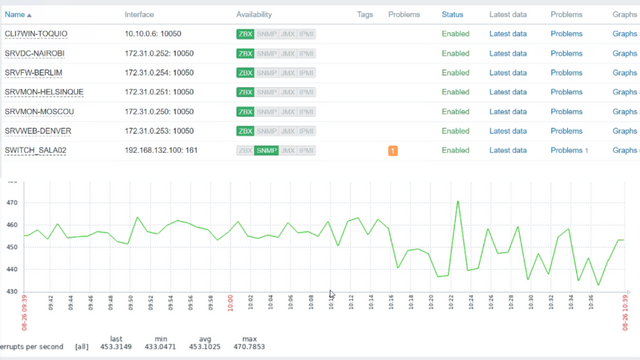 Name ▲ Interface Availability Tags Problems Status Latest data Problems Graphs
CLI7WIN-TOQUIO 10.10.0.6: 10050 ZBX SNMP JMX IPMI Enabled Latest data Problems Graphs
SRVDC-NAIROBI 172.31.0.252: 10050 ZBX SNMP JMX IPMI Enabled Latest data Problems Graphs
SRVFW-BERLIM 172.31.0.254: 10050 ZBX SNMP JMX IPMI Enabled Latest data Problems Graphs
SRVMON-HELSINQUE 172.31.0.251: 10050 ZBX SNMP JMX IPMI Enabled Latest data Problems Graphs
SRVMON-MOSCOU 172.31.0.250: 10050 ZBX SNMP JMX IPMI Enabled Latest data Problems Graphs
SRVWEB-DENVER 172.31.0.253: 10050 ZBX SNMP JMX IPMI Enabled Latest data Problems Graphs
SWITCH_SALA02 192.168.132.100: 161 ZBX SNMP JMX IPMI 1 Enabled Latest data Problems 1 Graphs
470
460
450
440
430
08-26 09:39 09:42 09:44 09:46 09:48 09:50 09:52 09:54 09:56 09:58 10:00 10:02 10:04 10:06 10:08 10:12 10:14 10:16 10:18 10:20 10:22 10:24 10:26 10:28 10:30 10:32 10:34 10:36 08-26 10:39
last min avg max
errupts per second [all] 453.3149 433.0471 453.1025 470.7853